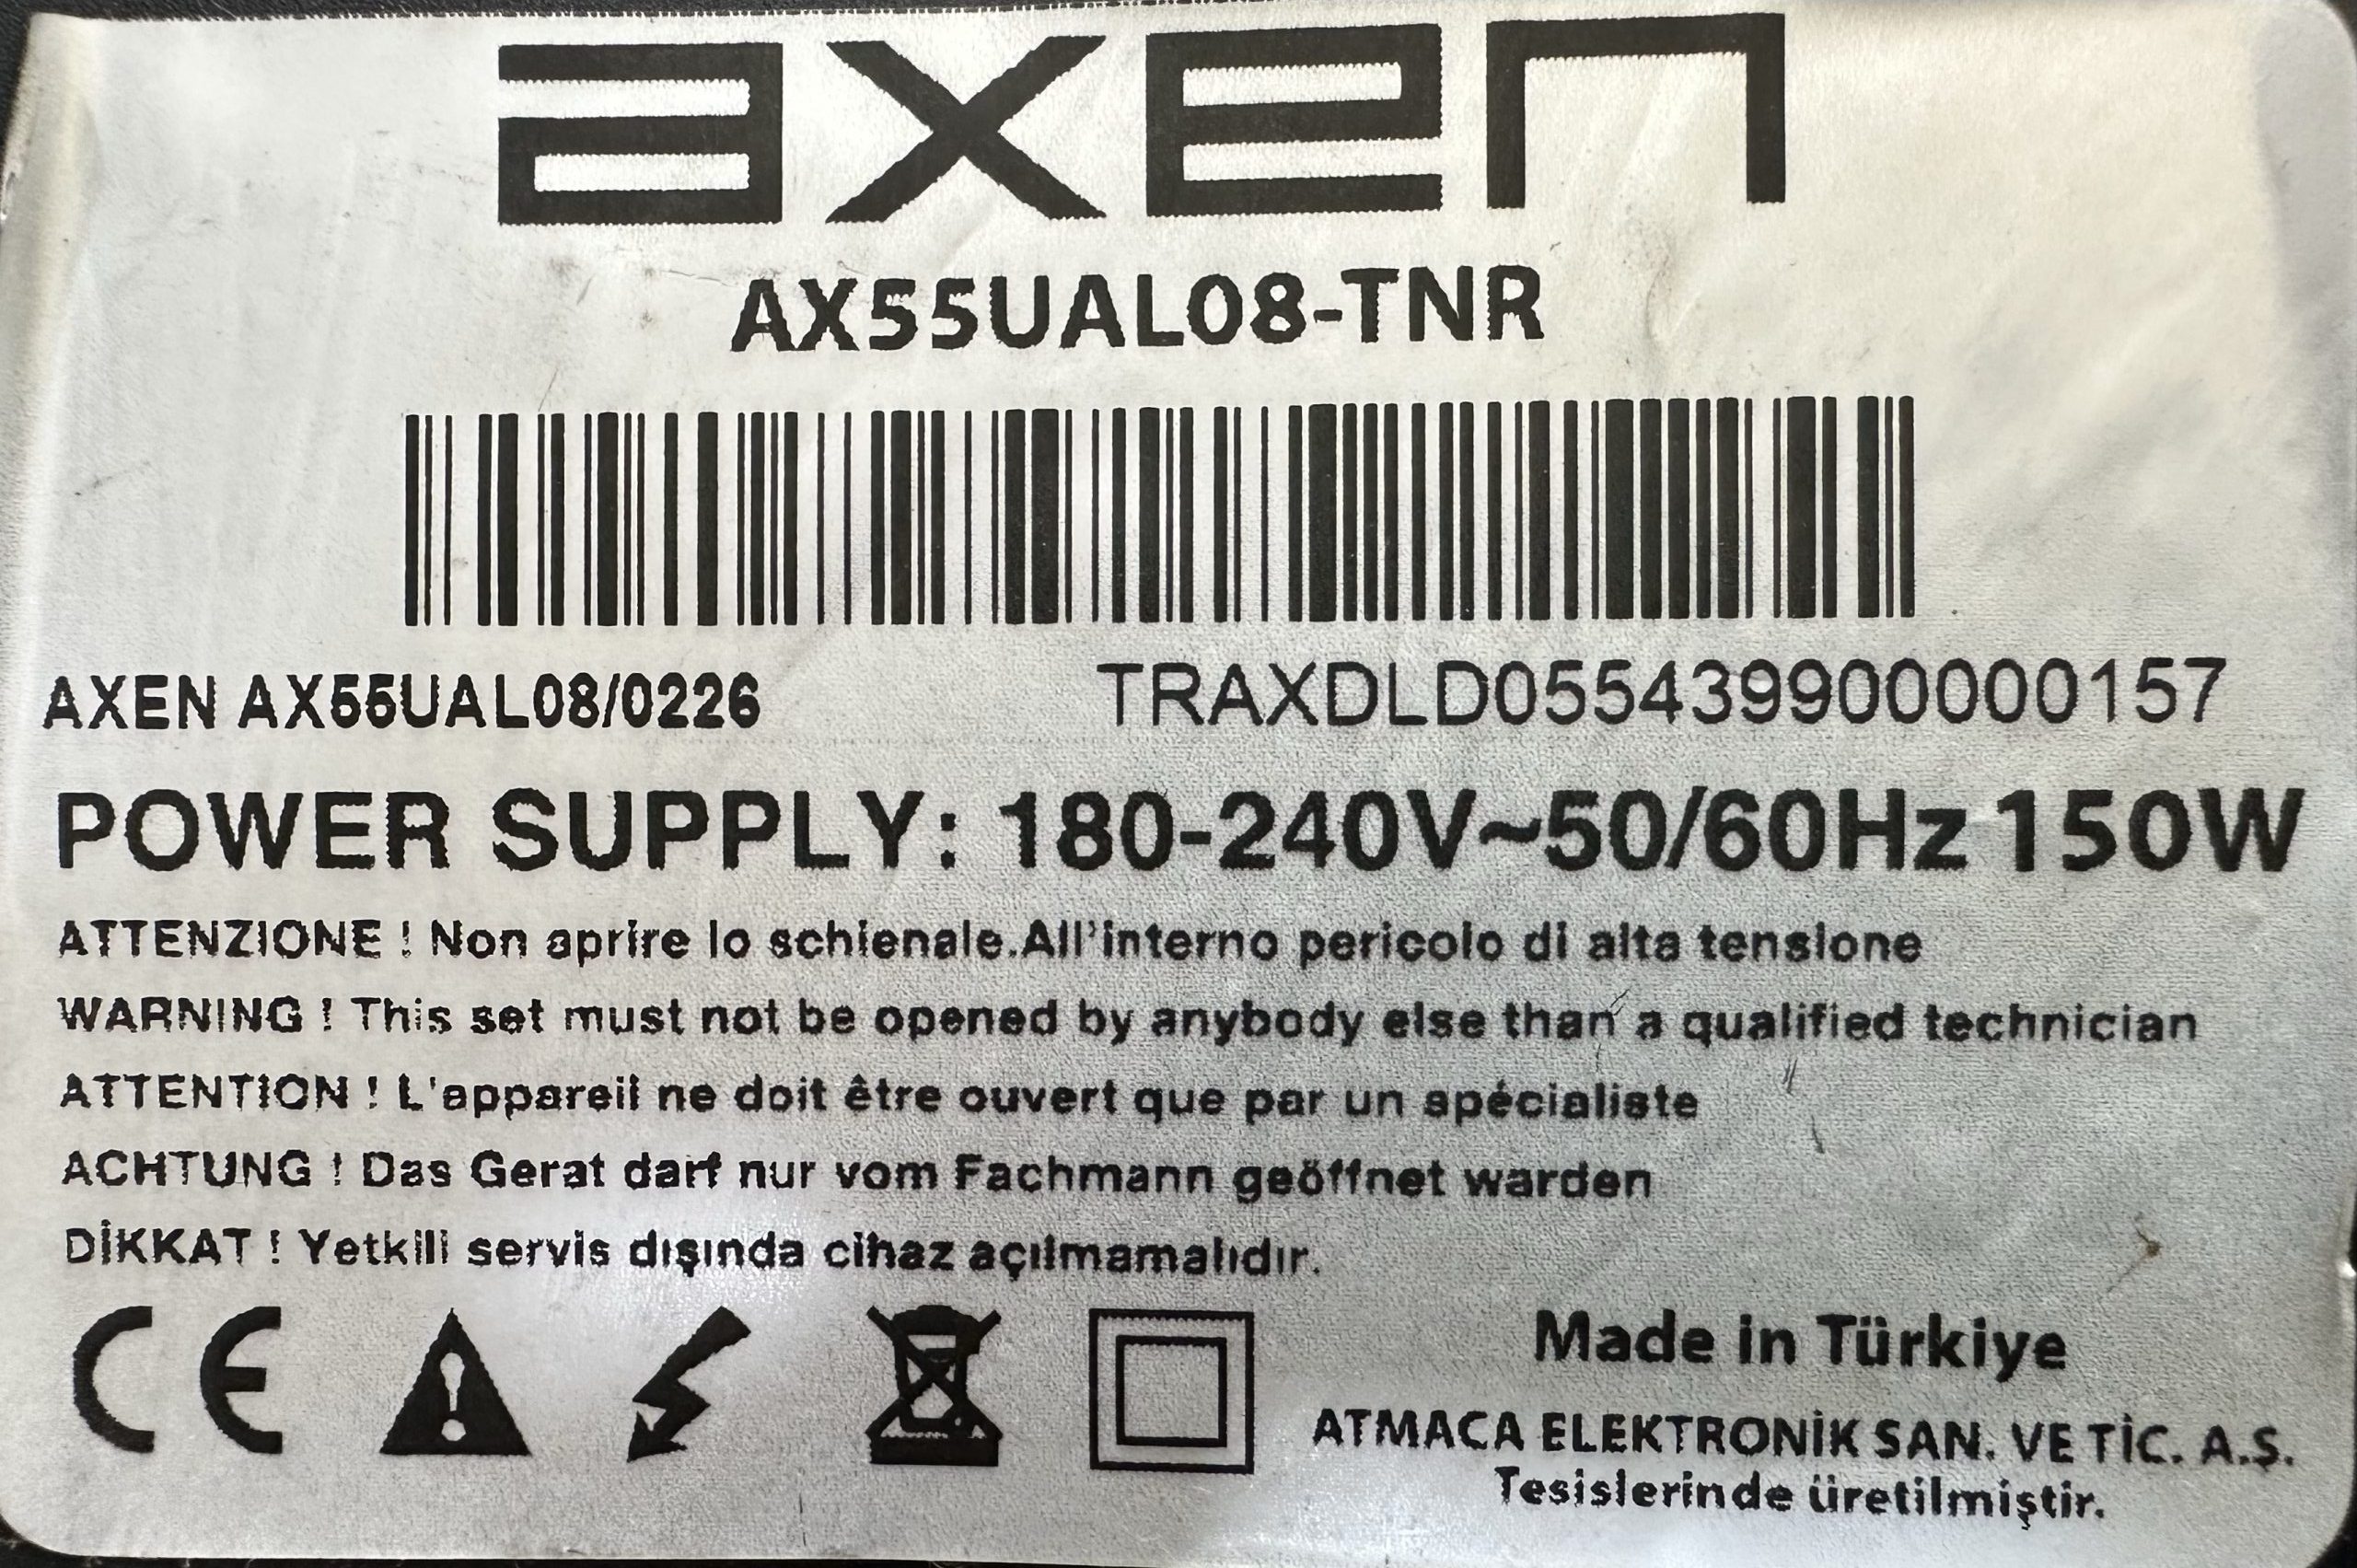 axen
AX55UAL08-TNR
AXEN AX55UAL08/0226 TRAXDLD055439900000157
POWER SUPPLY: 180-240V~50/60Hz 150W
ATTENZIONE ! Non aprire lo schienale.All'interno pericolo di alta tensione
WARNING ! This set must not be opened by anybody else than a qualified technician
ATTENTION ! L'appareil ne doit être ouvert que par un spécialiste
ACHTUNG ! Das Gerat darf nur vom Fachmann geöffnet warden
DİKKAT ! Yetkili servis dışında cihaz açılmamalıdır.
CE
Made in Türkiye
ATMACA ELEKTRONİK SAN. VE TİC. A.Ş.
Tesislerinde üretilmiştir.